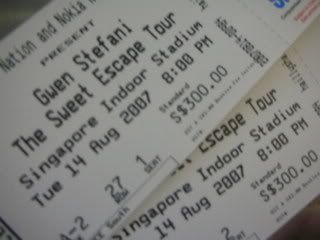 Nation and Nokia
PRESENT
Gwen Stefani
The Sweet Escape Tour
Singapore Indoor Stadium
Tue 14 Aug 2007 8:00 PM
Standard
S$300.00
A-2 27 1
SEAT
Escape Tour
Singapore Indoor Stadium
14 Aug 2007 8:00 PM
Standard
S$300.00